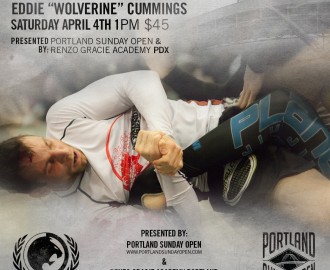 EDDIE "WOLVERINE" CUMMINGS
SATURDAY APRIL 4TH 1PM $45
PRESENTED PORTLAND SUNDAY OPEN &
BY: RENZO GRACIE ACADEMY PDX
PLANE
PRESENTED BY:
PORTLAND SUNDAY OPEN
WWW.PORTLANDSUNDAYOPEN.COM
&
PORTLAND